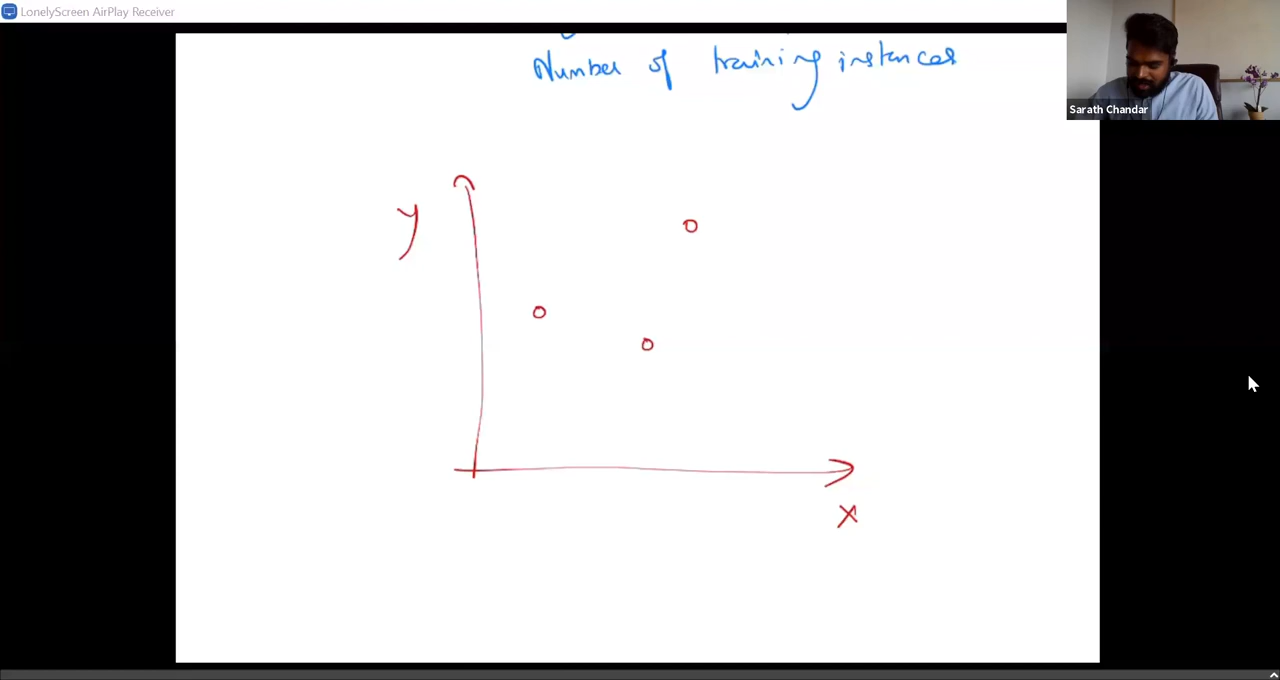 LonelyScreen AirPlay Receiver
Number of training instances
Sarath Chandar
y
x